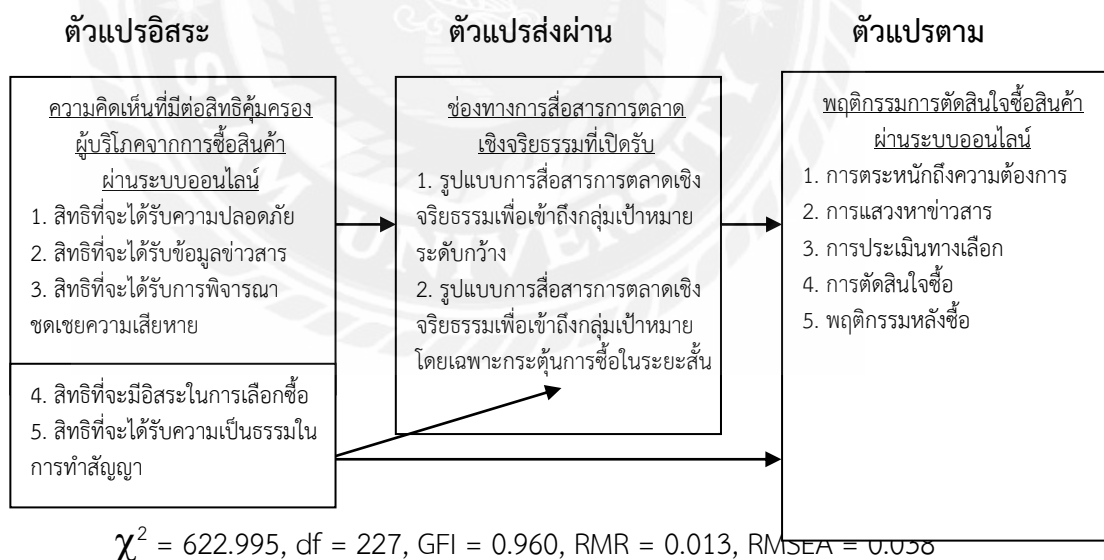 ตัวแปรอิสระ
ตัวแปรส่งผ่าน
ตัวแปรตาม
ความคิดเห็นที่มีต่อสิทธิคุ้มครอง
ผู้บริโภคจากการซื้อสินค้า
ผ่านระบบออนไลน์
1. สิทธิที่จะได้รับความปลอดภัย
2. สิทธิที่จะได้รับข้อมูลข่าวสาร
3. สิทธิที่จะได้รับการพิจารณา
ชดเชยความเสียหาย
4. สิทธิที่จะมีอิสระในการเลือกซื้อ
5. สิทธิที่จะได้รับความเป็นธรรมใน
การทำสัญญา
ช่องทางการสื่อสารการตลาด
เชิงจริยธรรมที่เปิดรับ
1. รูปแบบการสื่อสารการตลาดเชิง
จริยธรรมเพื่อเข้าถึงกลุ่มเป้าหมาย
ระดับกว้าง
2. รูปแบบการสื่อสารการตลาดเชิง
จริยธรรมเพื่อเข้าถึงกลุ่มเป้าหมาย
โดยเฉพาะกระตุ้นการซื้อในระยะสั้น
พฤติกรรมการตัดสินใจซื้อสินค้า
ผ่านระบบออนไลน์
1. การตระหนักถึงความต้องการ
2. การแสวงหาข่าวสาร
3. การประเมินทางเลือก
4. การตัดสินใจซื้อ
5. พฤติกรรมหลังซื้อ
χ² = 622.995, df = 227, GFI = 0.960, RMR = 0.013, RMSEA = 0.038
UNIVERSITY